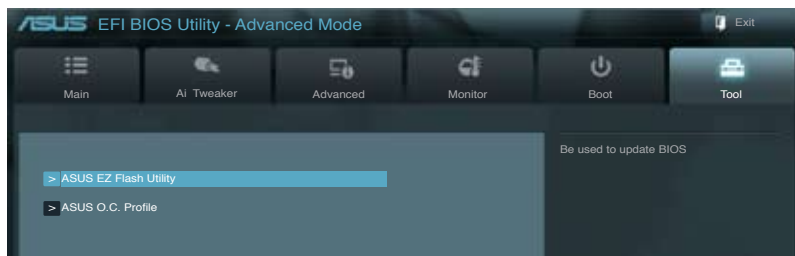 ASUS EFI BIOS Utility - Advanced Mode
Exit
Main
Ai Tweaker
Advanced
Monitor
Boot
Tool
Be used to update BIOS
> ASUS EZ Flash Utility
> ASUS O.C. Profile